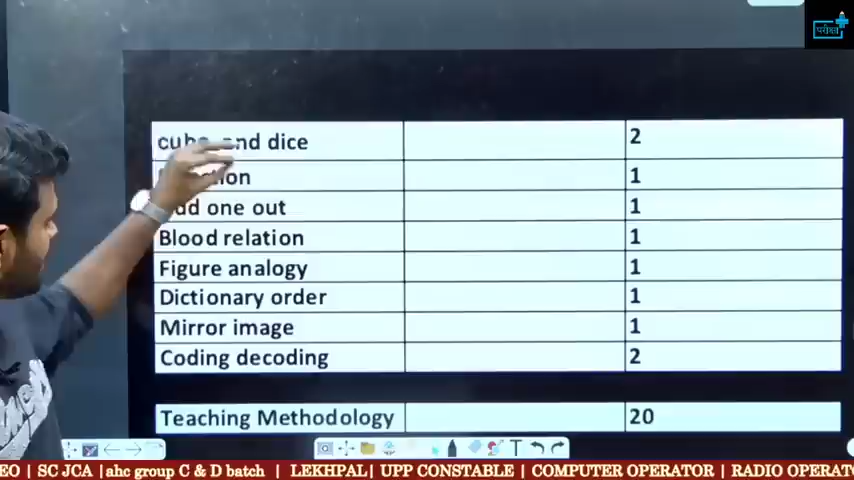 परीक्षा
cube and dice 2
1
odd one out 1
Blood relation 1
Figure analogy 1
Dictionary order 1
Mirror image 1
Coding decoding 2
Teaching Methodology 20
EO | SC JCA |ahc group C & D batch | LEKHPAL| UPP CONSTABLE | COMPUTER OPERATOR | RADIO OPERAT